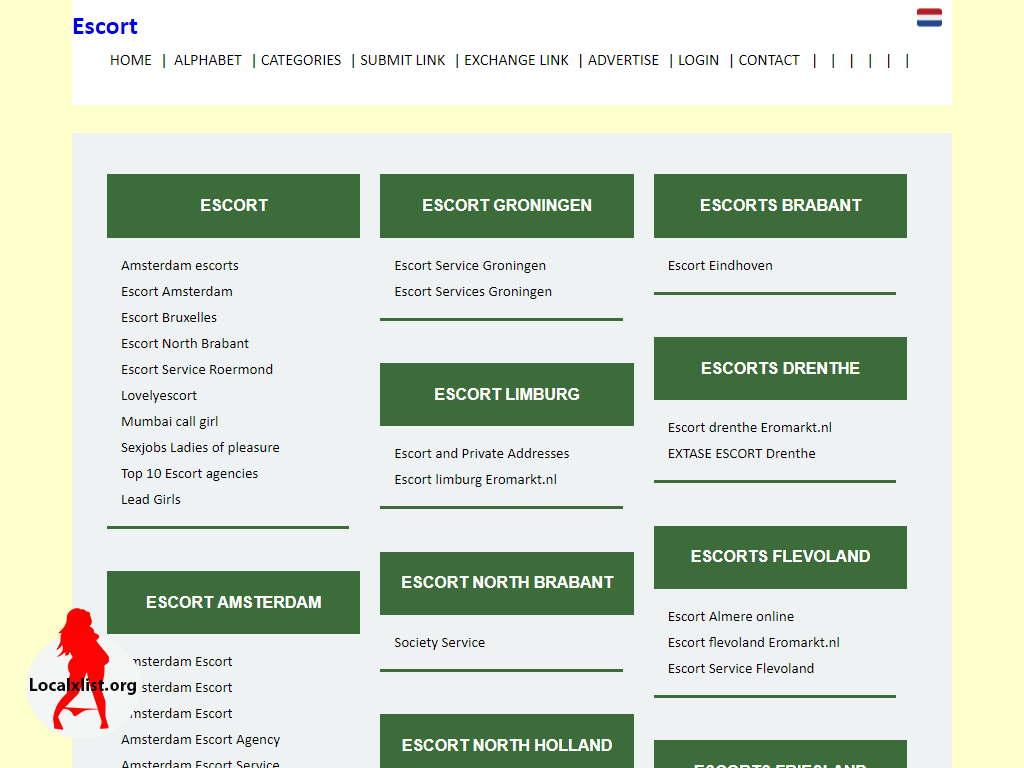 Escort
HOME | ALPHABET | CATEGORIES | SUBMIT LINK | EXCHANGE LINK | ADVERTISE | LOGIN | CONTACT | | | | | |
ESCORT
Amsterdam escorts
Escort Amsterdam
Escort Bruxelles
Escort North Brabant
Escort Service Roermond
Lovelyescort
Mumbai call girl
Sexjobs Ladies of pleasure
Top 10 Escort agencies
Lead Girls
ESCORT AMSTERDAM
msterdam Escort
sterdam Escort
msterdam Escort
Amsterdam Escort Agency
Amsterdam Escort Service
Localxlist.org
ESCORT GRONINGEN
Escort Service Groningen
Escort Services Groningen
ESCORT LIMBURG
Escort and Private Addresses
Escort limburg Eromarkt.nl
ESCORT NORTH BRABANT
Society Service
ESCORT NORTH HOLLAND
ESCORTS BRABANT
Escort Eindhoven
ESCORTS DRENTHE
Escort drenthe Eromarkt.nl
EXTASE ESCORT Drenthe
ESCORTS FLEVOLAND
Escort Almere online
Escort flevoland Eromarkt.nl
Escort Service Flevoland
ESCORTS FRIESLAND